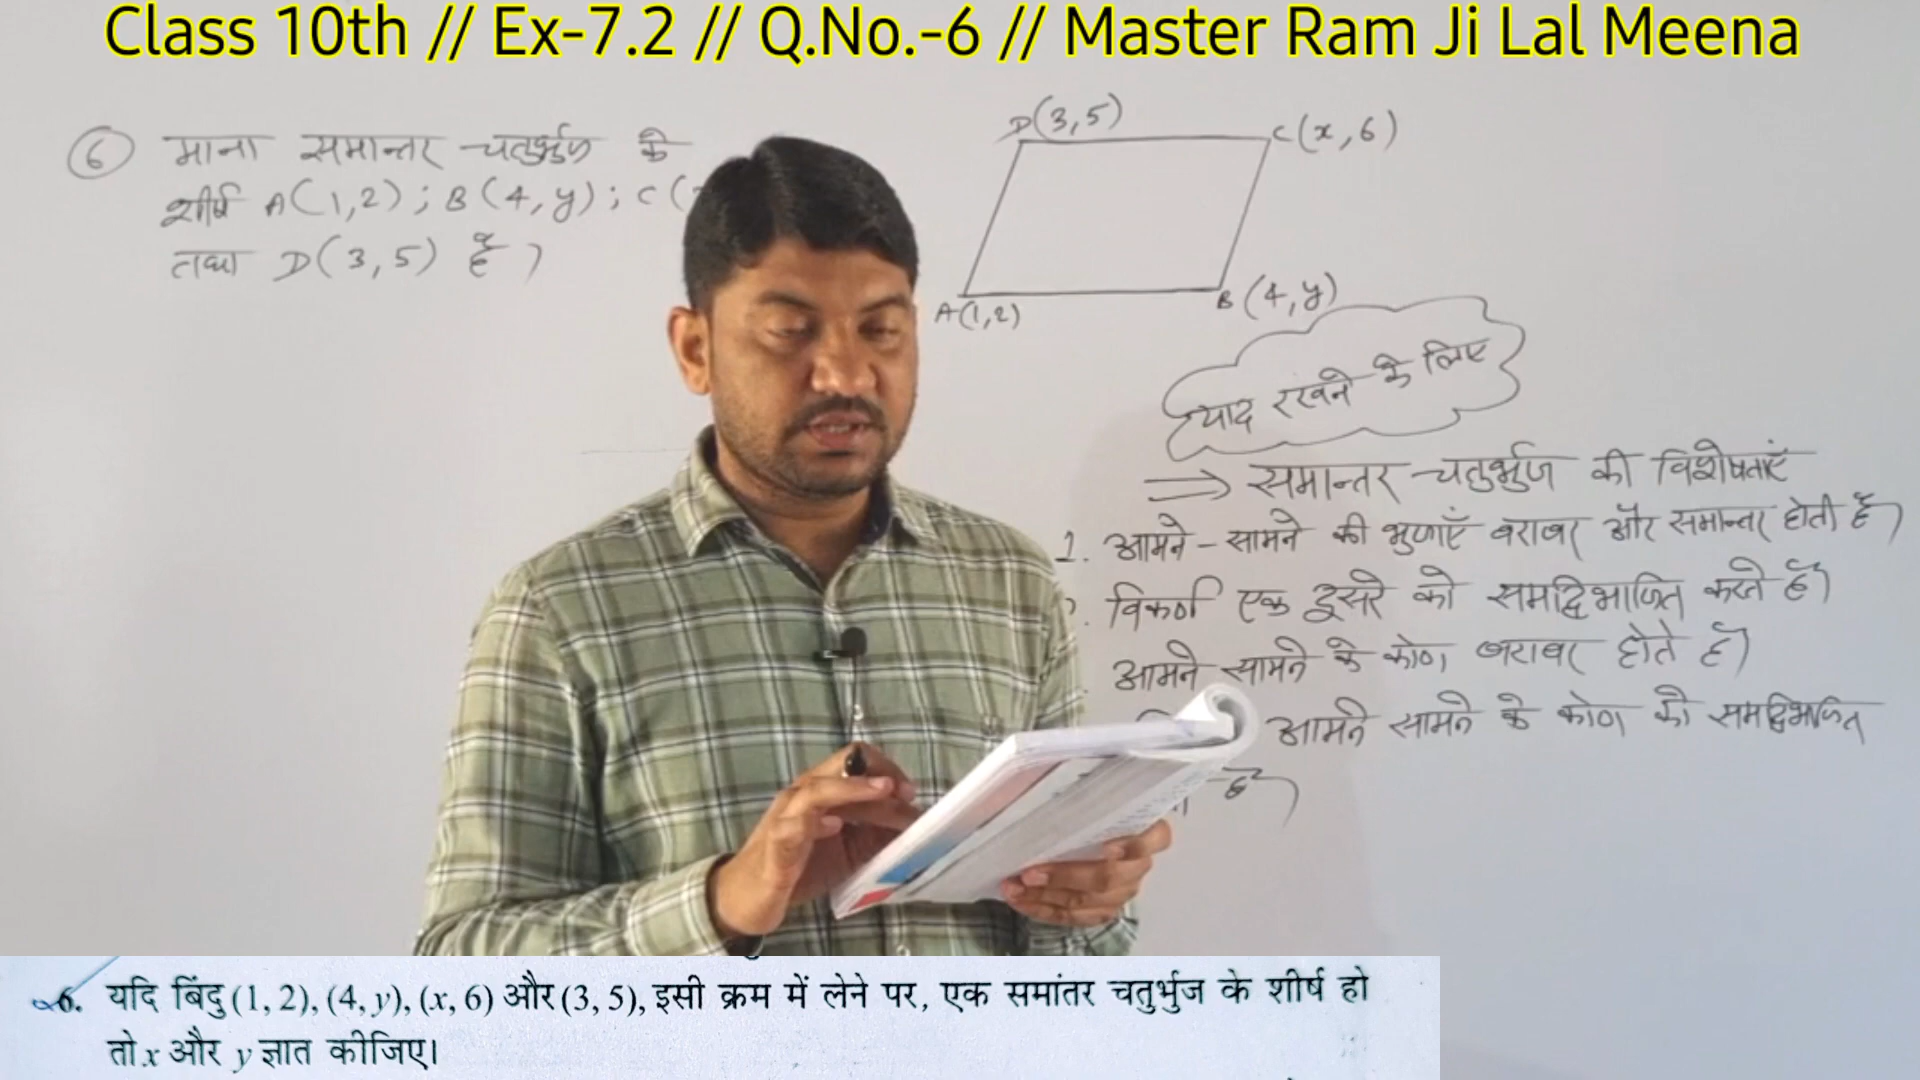 Class 10th // Ex-7.2 // Q.No.-6 // Master Ram Ji Lal Meena
6 माना समान्तर चतुर्भुज के
शीर्ष A(1,2) ; B(4,y) ; C(
तथा D(3,5) है।
D(3,5)
C(x,6)
A(1,2)
B(4,y)
याद रखने के लिए
⇒ समान्तर चतुर्भुज की विशेषताएँ
1. आमने-सामने की भुजाएँ बराबर और समान्तर होती हैं।
विकर्ण एक दूसरे को समद्विभाजित करते हैं।
आमने सामने के कोण बराबर होते हैं।
आमने सामने के कोण को समद्विभाजित
है।
6. यदि बिंदु (1, 2), (4, y), (x, 6) और (3, 5), इसी क्रम में लेने पर, एक समांतर चतुर्भुज के शीर्ष हो
तो x और y ज्ञात कीजिए।